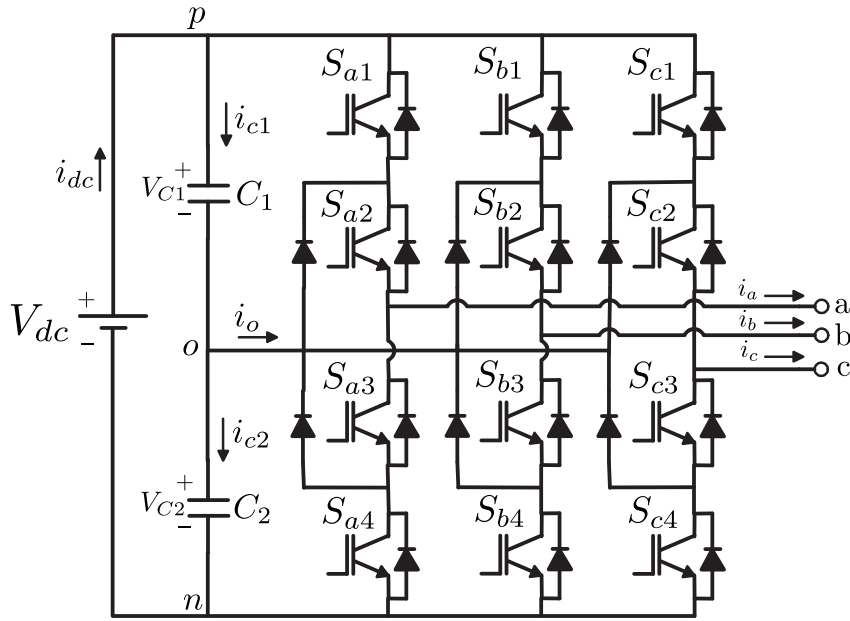 p
S_{a1} S_{b1} S_{c1}
i_{c1}
i_{dc}
+
V_{C1} C_1
–
S_{a2} S_{b2} S_{c2}
i_a
a
+
V_{dc}
–
i_o
i_b
b
o
i_c
c
S_{a3} S_{b3} S_{c3}
i_{c2}
+
V_{C2} C_2
–
S_{a4} S_{b4} S_{c4}
n